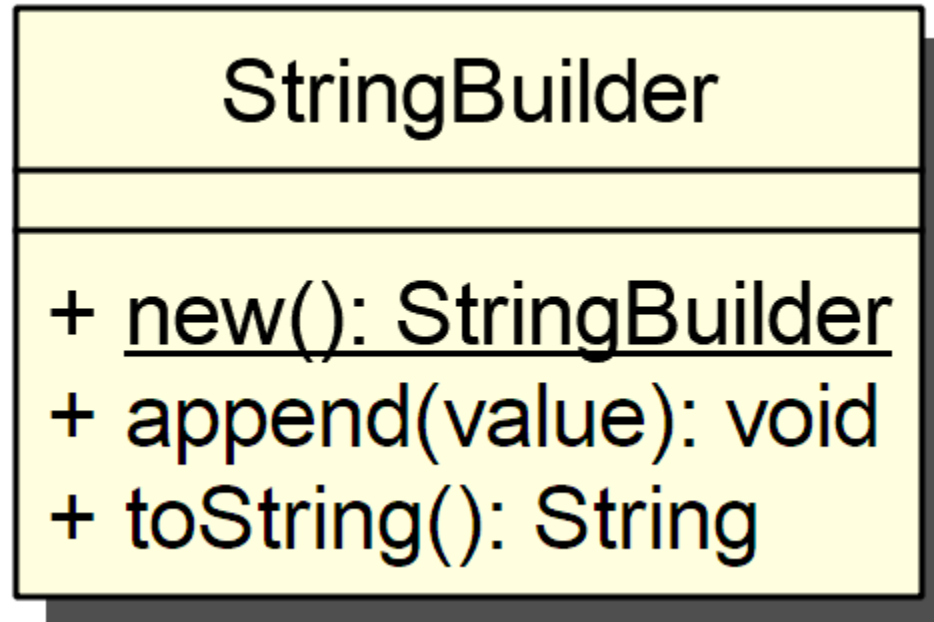 StringBuilder
+ new(): StringBuilder
+ append(value): void
+ toString(): String